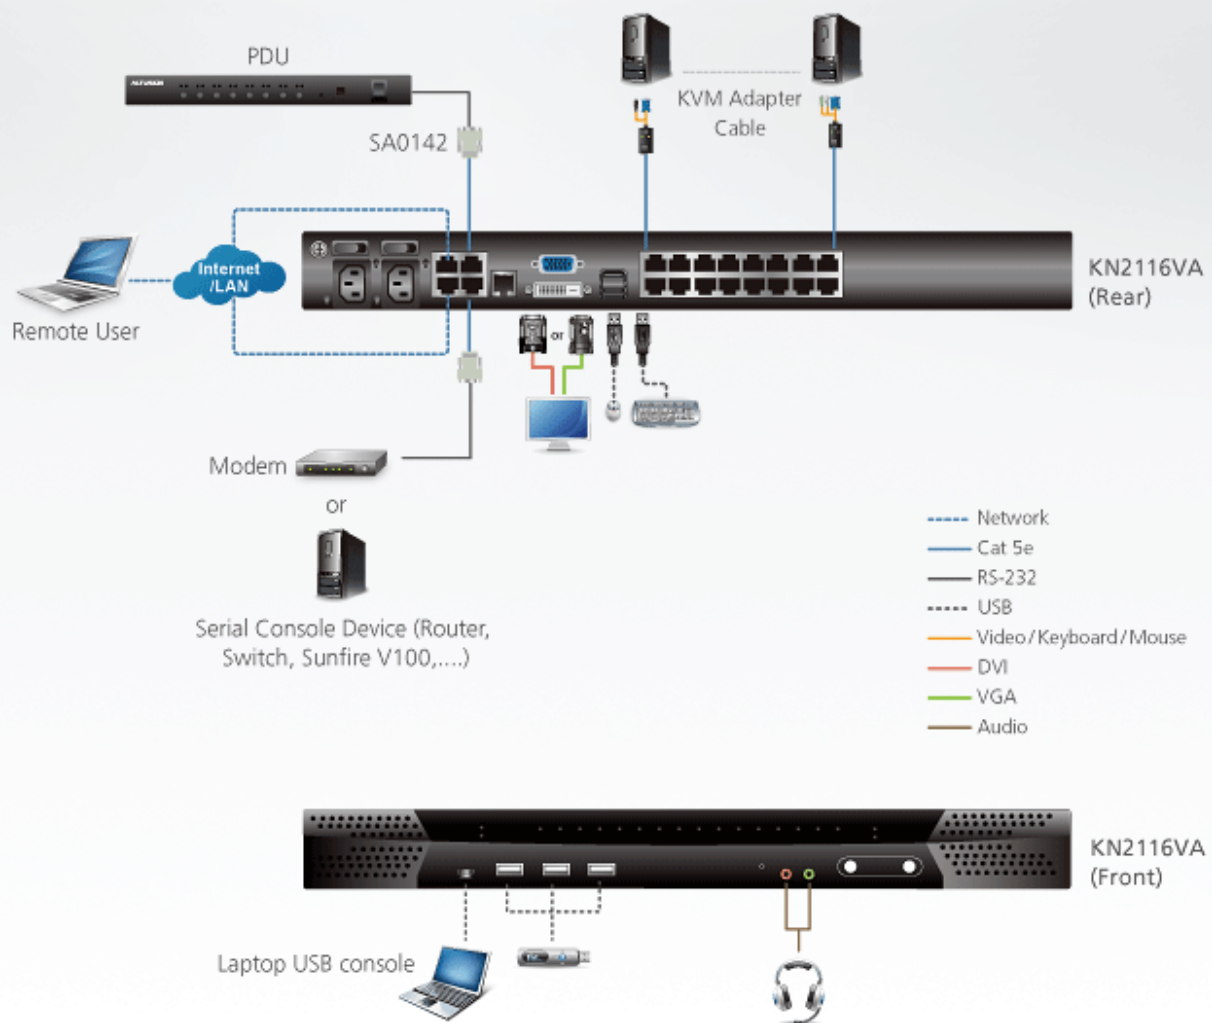 PDU
KVM Adapter
Cable
SA0142
Internet
/LAN
KN2116VA
(Rear)
Remote User
or
Modem
or
Serial Console Device (Router,
Switch, Sunfire V100,....)
Network
Cat 5e
RS-232
USB
Video/Keyboard/Mouse
DVI
VGA
Audio
KN2116VA
(Front)
Laptop USB console